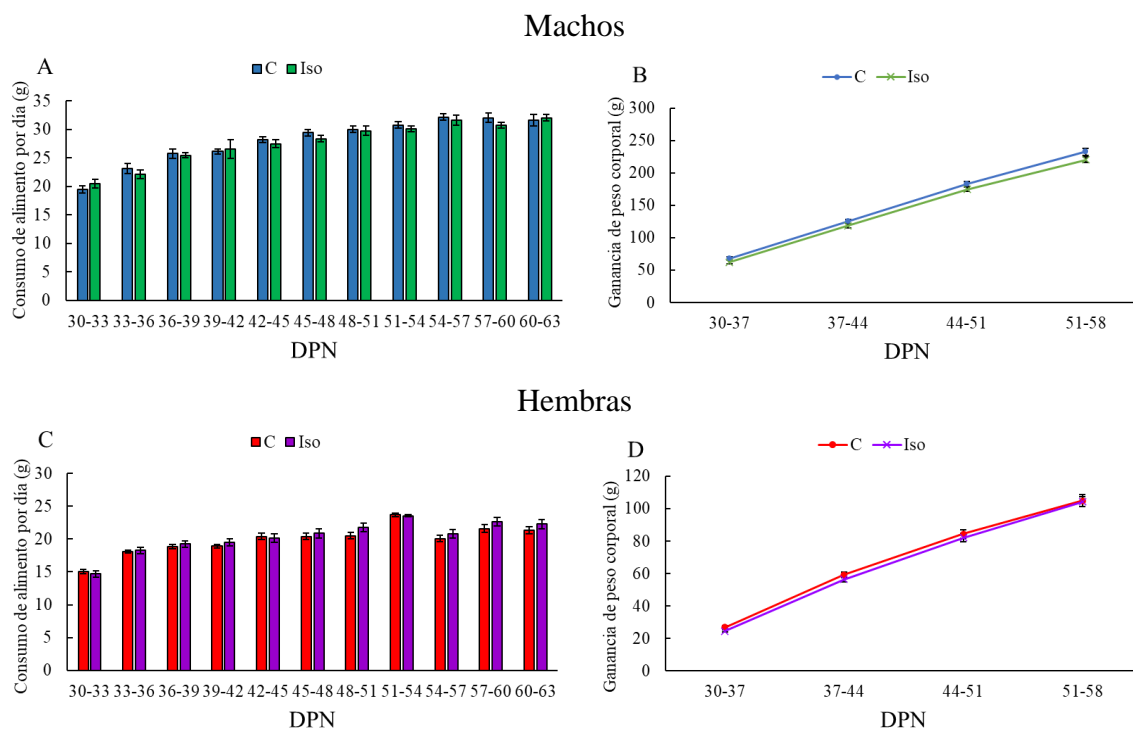 Machos
A
C Iso
Consumo de alimento por día (g)
35
30
25
20
15
10
5
0
30-33 33-36 36-39 39-42 42-45 45-48 48-51 51-54 54-57 57-60 60-63
DPN
B
C Iso
Ganancia de peso corporal (g)
300
250
200
150
100
50
0
30-37 37-44 44-51 51-58
DPN
Hembras
C
C Iso
Consumo de alimento por día (g)
30
25
20
15
10
5
0
30-33 33-36 36-39 39-42 42-45 45-48 48-51 51-54 54-57 57-60 60-63
DPN
D
C Iso
Ganancia de peso corporal (g)
120
100
80
60
40
20
0
30-37 37-44 44-51 51-58
DPN